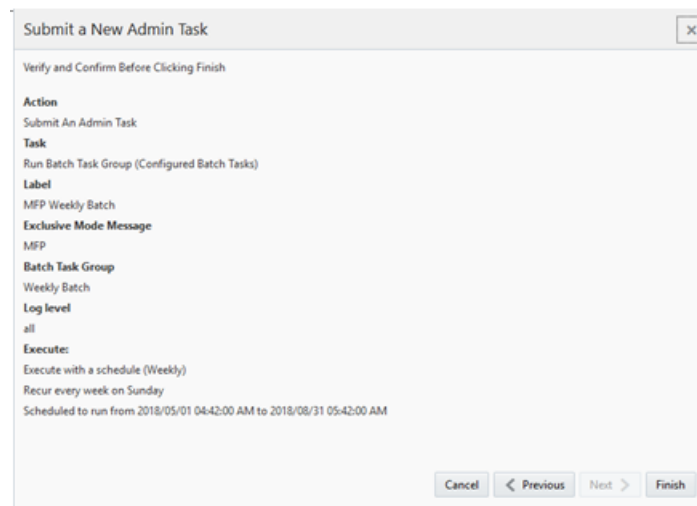 Submit a New Admin Task
Verify and Confirm Before Clicking Finish
Action
Submit An Admin Task
Task
Run Batch Task Group (Configured Batch Tasks)
Label
MFP Weekly Batch
Exclusive Mode Message
MFP
Batch Task Group
Weekly Batch
Log level
all
Execute:
Execute with a schedule (Weekly)
Recur every week on Sunday
Scheduled to run from 2018/05/01 04:42:00 AM to 2018/08/31 05:42:00 AM
Cancel Previous Next Finish